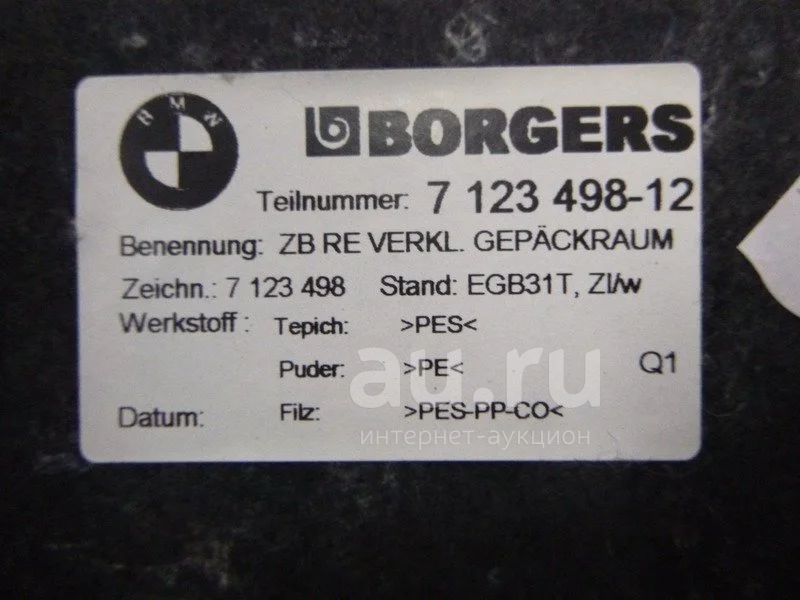 BMW
BORGERS
Teilnummer: 7 123 498-12
Benennung: ZB RE VERKL. GEPÄCKRAUM
Zeichn.: 7 123 498 Stand: EGB31T, ZI/w
Werkstoff : Tepich: >PES<
Puder: >PE< Q1
Datum: Filz: >PES-PP-CO<
au.ru
интернет-аукцион